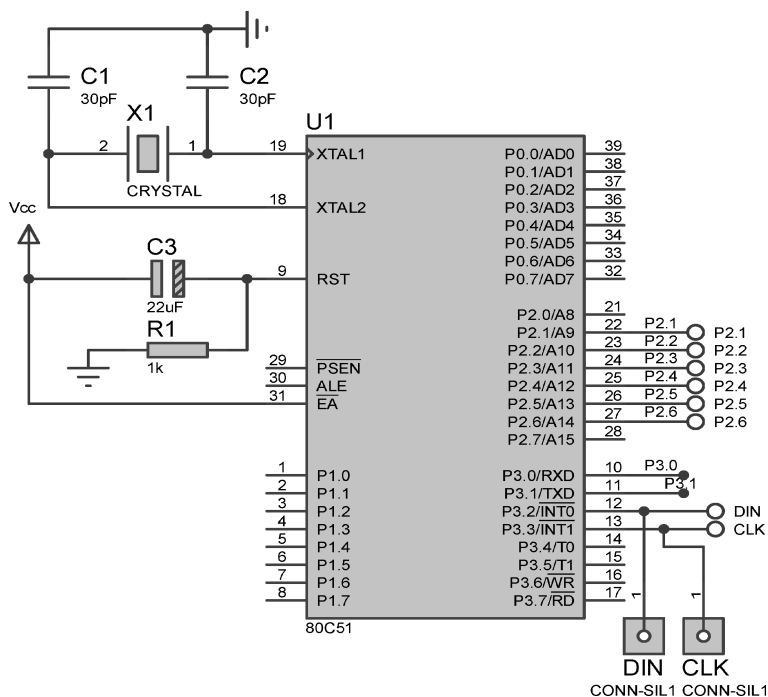 C1
30pF
C2
30pF
X1
2
1
CRYSTAL
U1
19
XTAL1
18
XTAL2
Vcc
C3
22uF
9
RST
R1
1k
29
PSEN
30
ALE
31
EA
1
P1.0
2
P1.1
3
P1.2
4
P1.3
5
P1.4
6
P1.5
7
P1.6
8
P1.7
80C51
P0.0/AD0
39
P0.1/AD1
38
P0.2/AD2
37
P0.3/AD3
36
P0.4/AD4
35
P0.5/AD5
34
P0.6/AD6
33
P0.7/AD7
32
P2.0/A8
21
P2.1/A9
22
P2.1
P2.1
P2.2/A10
23
P2.2
P2.2
P2.3/A11
24
P2.3
P2.3
P2.4/A12
25
P2.4
P2.4
P2.5/A13
26
P2.5
P2.5
P2.6/A14
27
P2.6
P2.6
P2.7/A15
28
P3.0/RXD
10
P3.0
P3.1/TXD
11
P3.1
P3.2/INT0
12
DIN
P3.3/INT1
13
CLK
P3.4/T0
14
P3.5/T1
15
P3.6/WR
16
P3.7/RD
17
1
1
DIN
CLK
CONN-SIL1
CONN-SIL1